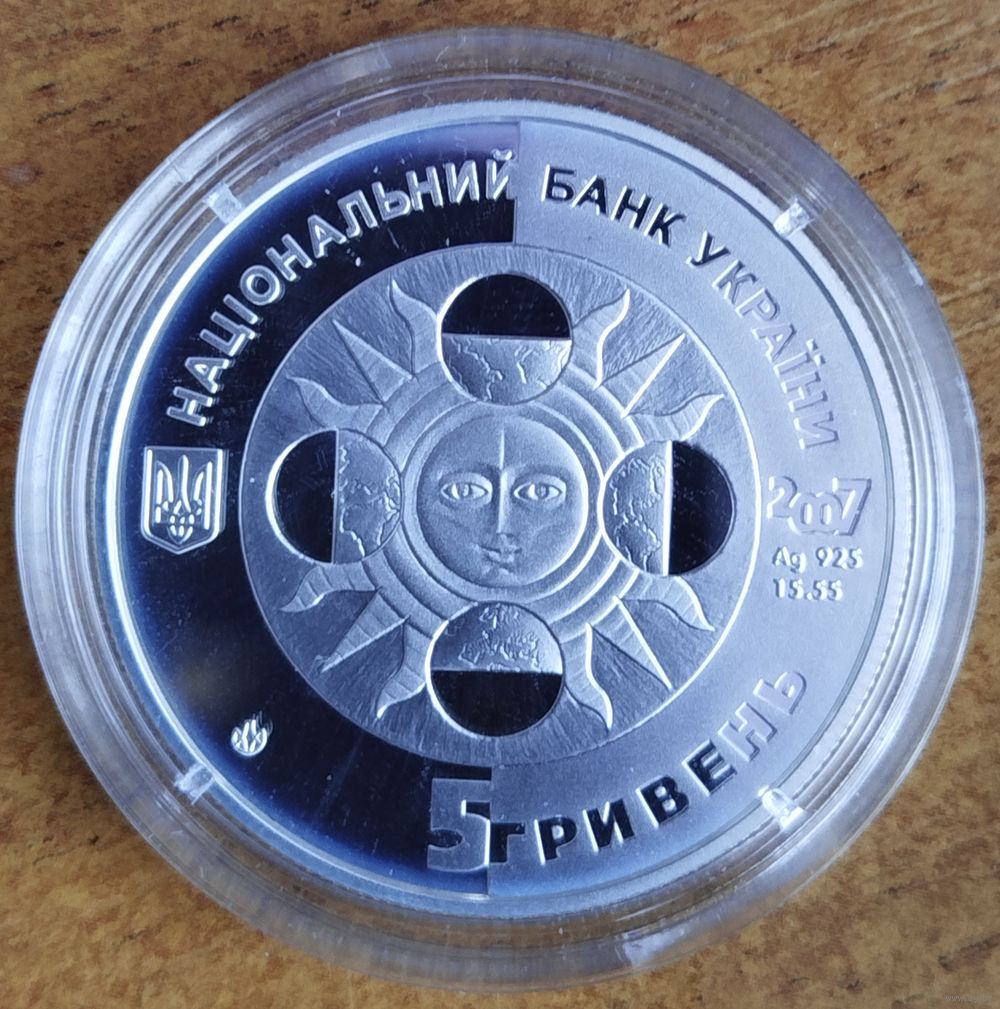 НАЦІОНАЛЬНИЙ БАНК УКРАЇНИ
2007
Ag 925
15.55
5 ГРИВЕНЬ